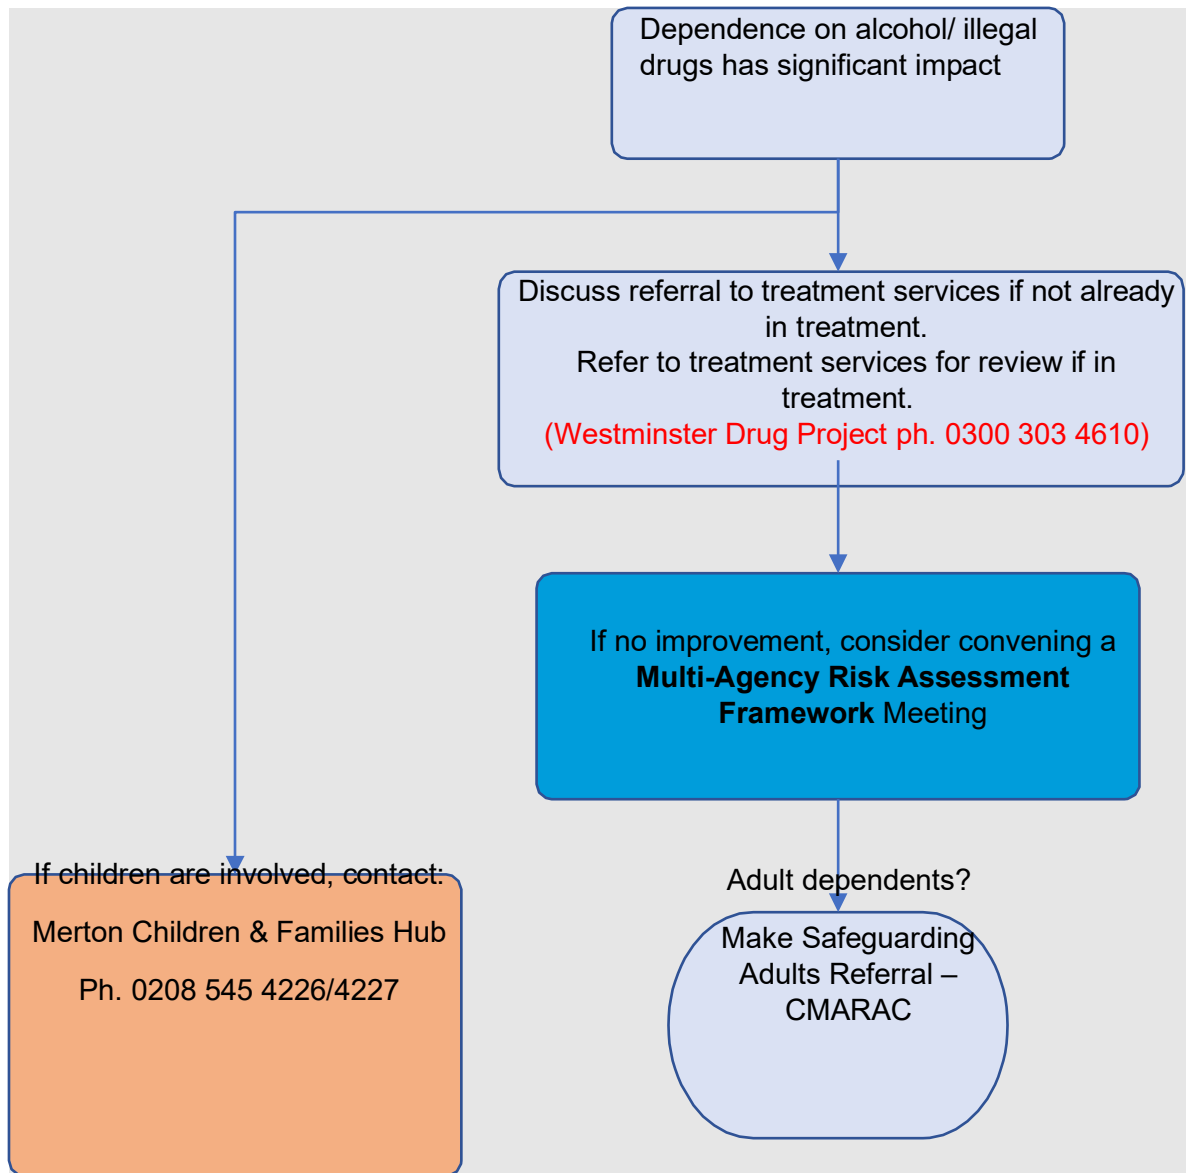 Dependence on alcohol/ illegal
drugs has significant impact
Discuss referral to treatment services if not already
in treatment.
Refer to treatment services for review if in
treatment.
(Westminster Drug Project ph. 0300 303 4610)
If no improvement, consider convening a
Multi-Agency Risk Assessment
Framework Meeting
If children are involved, contact:
Merton Children & Families Hub
Ph. 0208 545 4226/4227
Adult dependents?
Make Safeguarding
Adults Referral –
CMARAC